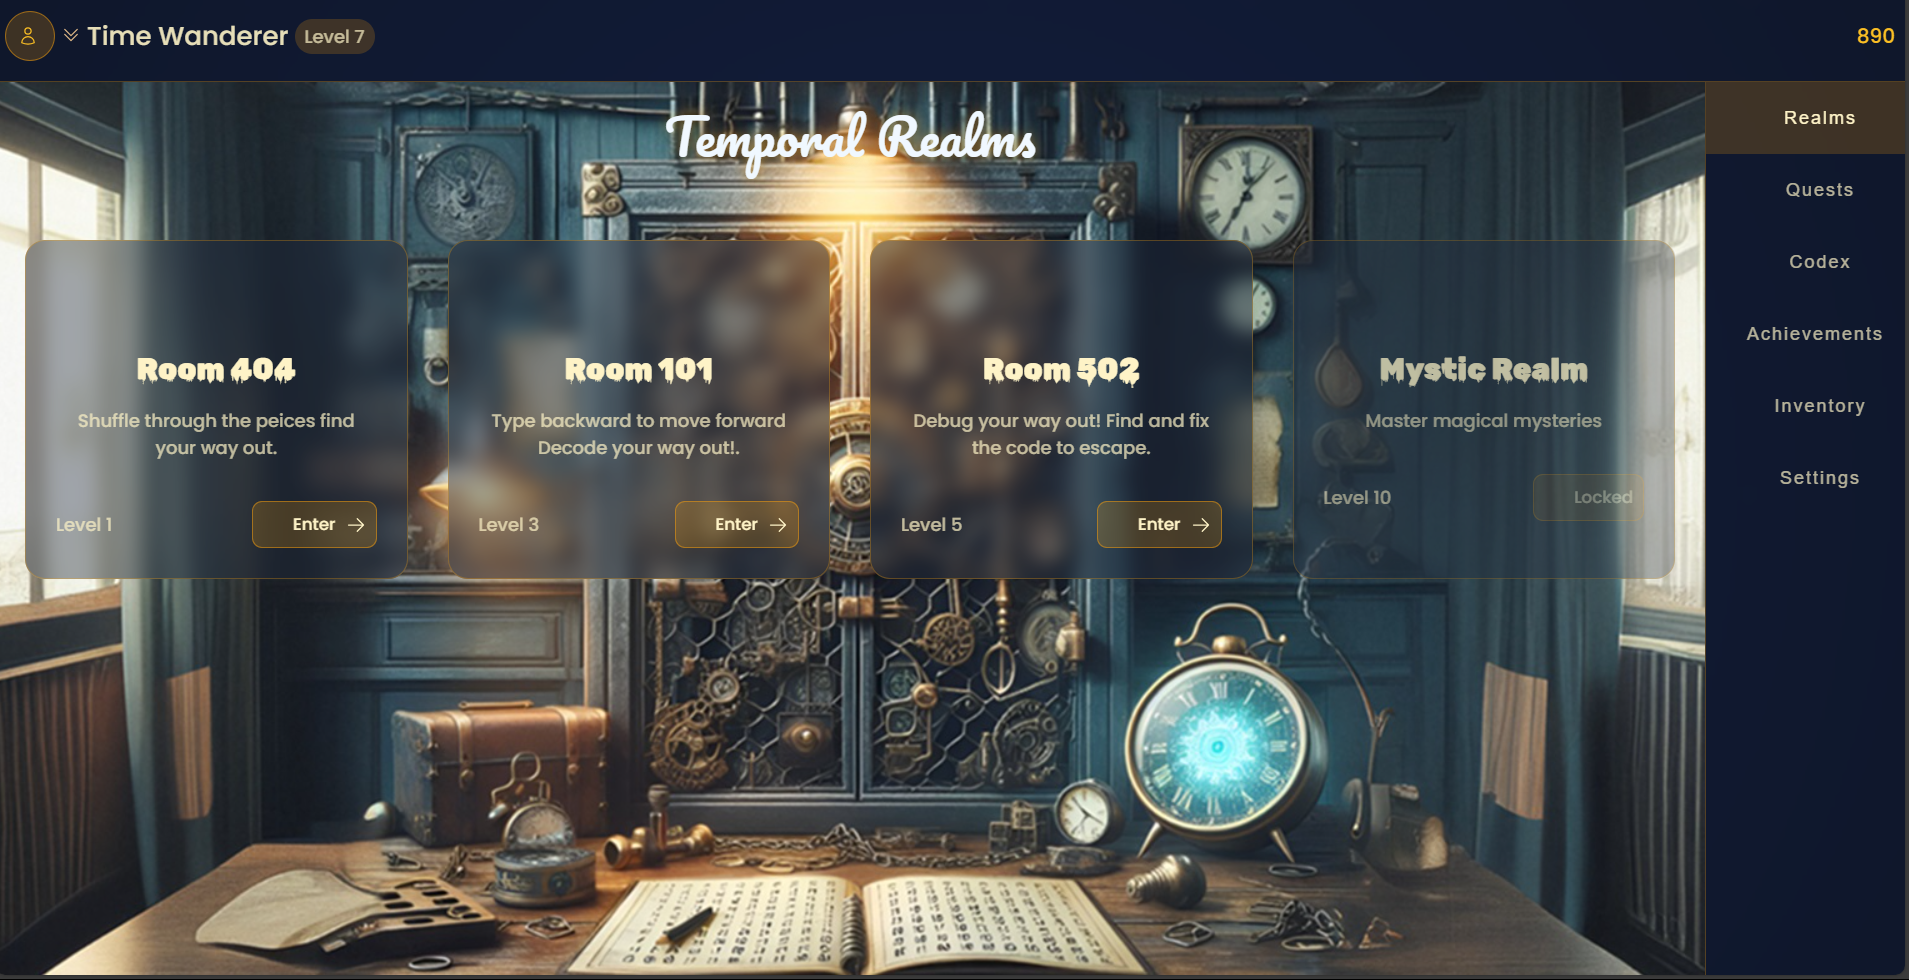 Time Wanderer Level 7
890
Temporal Realms
Room 404
Shuffle through the peices find
your way out.
Level 1
Enter →
Room 101
Type backward to move forward
Decode your way out!.
Level 3
Enter →
Room 502
Debug your way out! Find and fix
the code to escape.
Level 5
Enter →
Mystic Realm
Master magical mysteries
Level 10
Locked
Realms
Quests
Codex
Achievements
Inventory
Settings